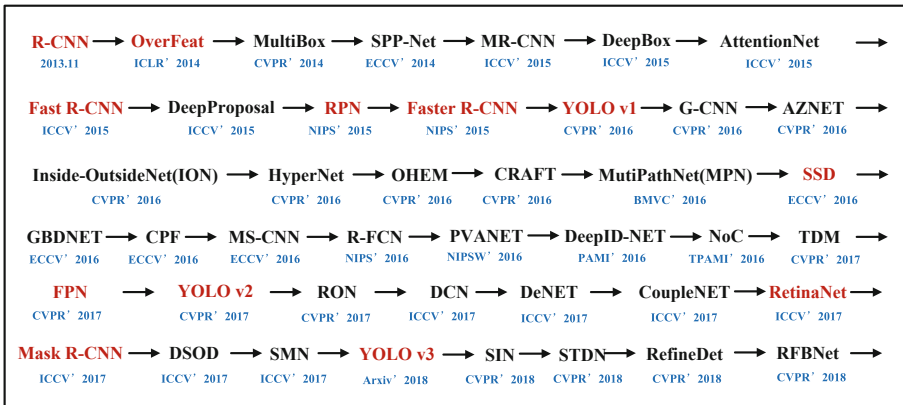 R-CNN OverFeat MultiBox SPP-Net MR-CNN DeepBox AttentionNet
2013.11 ICLR' 2014 CVPR' 2014 ECCV' 2014 ICCV' 2015 ICCV' 2015 ICCV' 2015
Fast R-CNN DeepProposal RPN Faster R-CNN YOLO v1 G-CNN AZNET
ICCV' 2015 ICCV' 2015 NIPS' 2015 NIPS' 2015 CVPR' 2016 CVPR' 2016 CVPR' 2016
Inside-OutsideNet(ION) HyperNet OHEM CRAFT MutiPathNet(MPN) SSD
CVPR' 2016 CVPR' 2016 CVPR' 2016 CVPR' 2016 BMVC' 2016 ECCV' 2016
GBDNET CPF MS-CNN R-FCN PVANET DeepID-NET NoC TDM
ECCV' 2016 ECCV' 2016 ECCV' 2016 NIPS' 2016 NIPSW' 2016 PAMI' 2016 TPAMI' 2016 CVPR' 2017
FPN YOLO v2 RON DCN DeNET CoupleNET RetinaNet
CVPR' 2017 CVPR' 2017 CVPR' 2017 ICCV' 2017 ICCV' 2017 ICCV' 2017 ICCV' 2017
Mask R-CNN DSOD SMN YOLO v3 SIN STDN RefineDet RFBNet
ICCV' 2017 ICCV' 2017 ICCV' 2017 Arxiv' 2018 CVPR' 2018 CVPR' 2018 CVPR' 2018 CVPR' 2018